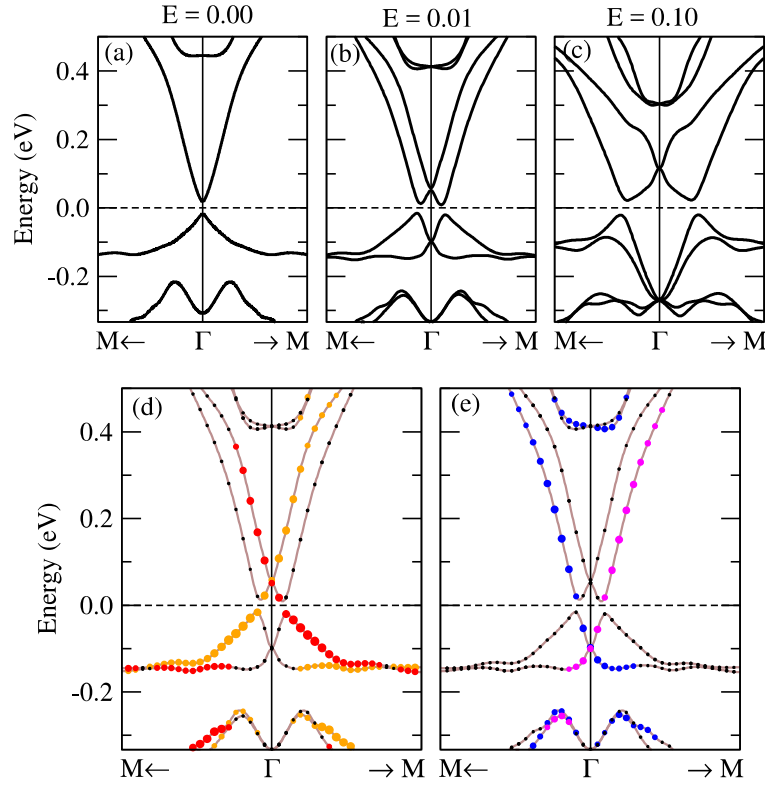 E = 0.00 E = 0.01 E = 0.10
(a) (b) (c)
0.4
0.2
0.0
-0.2
Energy (eV)
M← Γ → M M← Γ → M M← Γ → M
(d) (e)
0.4
0.2
0.0
-0.2
Energy (eV)
M← Γ → M M← Γ → M